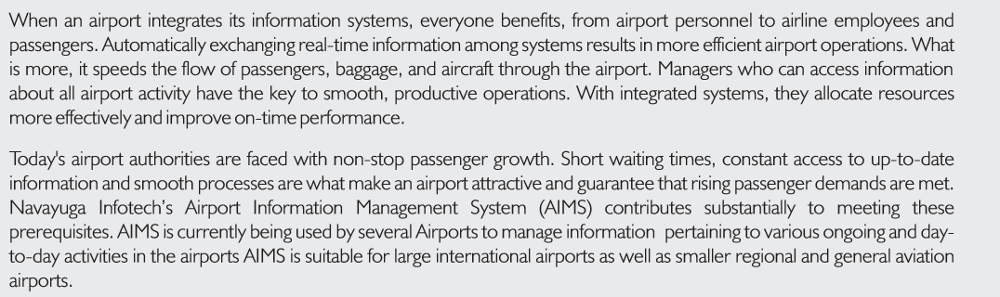 When an airport integrates its information systems, everyone benefits, from airport personnel to airline employees and
passengers. Automatically exchanging real-time information among systems results in more efficient airport operations. What
is more, it speeds the flow of passengers, baggage, and aircraft through the airport. Managers who can access information
about all airport activity have the key to smooth, productive operations. With integrated systems, they allocate resources
more effectively and improve on-time performance.
Today's airport authorities are faced with non-stop passenger growth. Short waiting times, constant access to up-to-date
information and smooth processes are what make an airport attractive and guarantee that rising passenger demands are met.
Navayuga Infotech’s Airport Information Management System (AIMS) contributes substantially to meeting these
prerequisites. AIMS is currently being used by several Airports to manage information  pertaining to various ongoing and day-
to-day activities in the airports AIMS is suitable for large international airports as well as smaller regional and general aviation
airports.